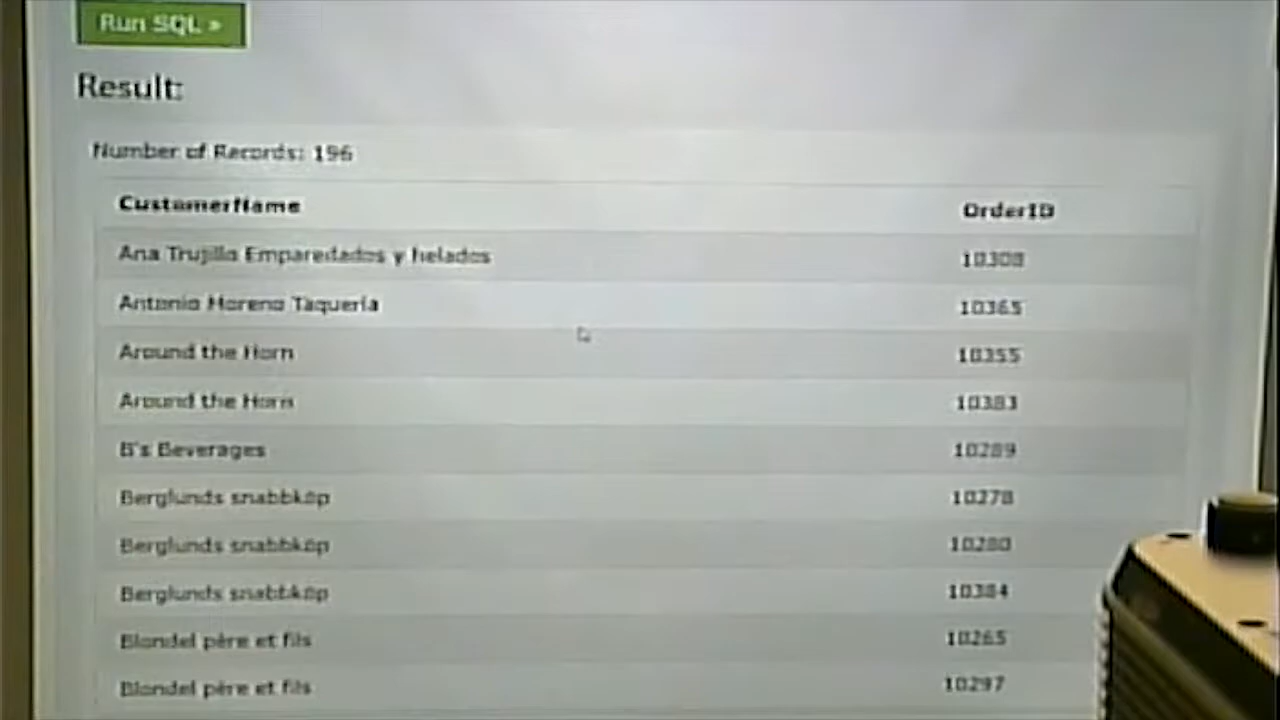 Run SQL »
Result:
Number of Records: 196
CustomerName OrderID
Ana Trujillo Emparedados y helados 10308
Antonio Moreno Taquería 10365
Around the Horn 10355
Around the Horn 10383
B's Beverages 10289
Berglunds snabbköp 10278
Berglunds snabbköp 10280
Berglunds snabbköp 10384
Blondel père et fils 10265
Blondel père et fils 10297